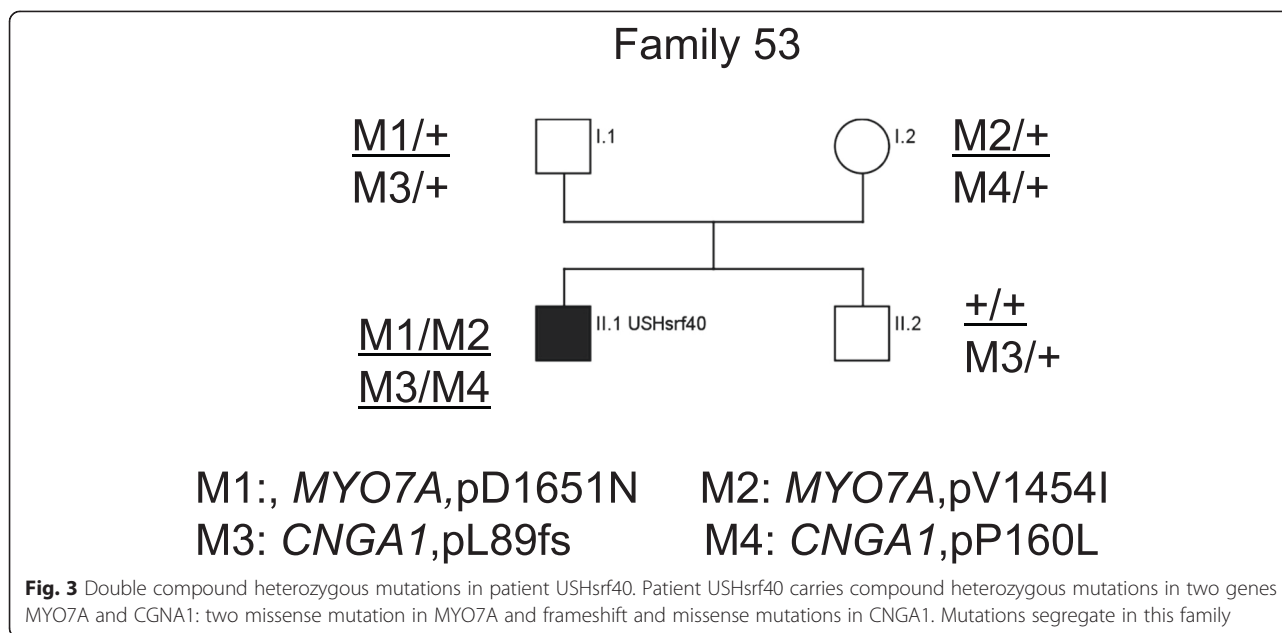 Family 53
M1/+
M3/+
I.1
I.2
M2/+
M4/+
M1/M2
M3/M4
II.1 USHsrf40
II.2
+/+
M3/+
M1:, MYO7A,pD1651N
M2: MYO7A,pV1454I
M3: CNGA1,pL89fs
M4: CNGA1,pP160L
Fig. 3 Double compound heterozygous mutations in patient USHsrf40. Patient USHsrf40 carries compound heterozygous mutations in two genes
MYO7A and CGNA1: two missense mutation in MYO7A and frameshift and missense mutations in CNGA1. Mutations segregate in this family